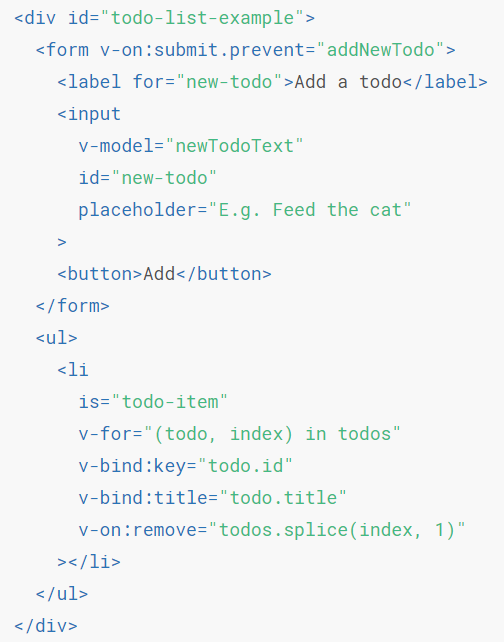 <div id="todo-list-example">
  <form v-on:submit.prevent="addNewTodo">
    <label for="new-todo">Add a todo</label>
    <input
      v-model="newTodoText"
      id="new-todo"
      placeholder="E.g. Feed the cat"
    >
    <button>Add</button>
  </form>
  <ul>
    <li
      is="todo-item"
      v-for="(todo, index) in todos"
      v-bind:key="todo.id"
      v-bind:title="todo.title"
      v-on:remove="todos.splice(index, 1)"
    ></li>
  </ul>
</div>